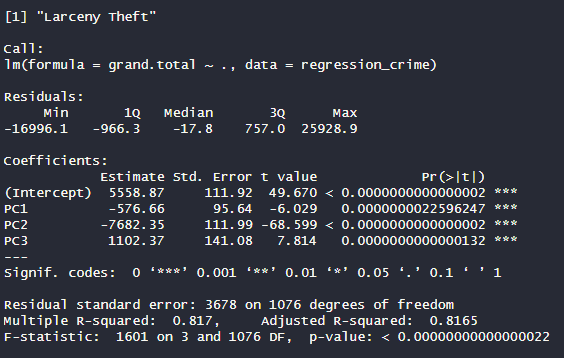 [1] "Larceny Theft"
Call:
lm(formula = grand.total ~ ., data = regression_crime)
Residuals:
Min 1Q Median 3Q Max
-16996.1 -966.3 -17.8 757.0 25928.9
Coefficients:
Estimate Std. Error t value Pr(>|t|)
(Intercept) 5558.87 111.92 49.670 < 0.0000000000000002 ***
PC1 -576.66 95.64 -6.029 0.0000000022596247 ***
PC2 -7682.35 111.99 -68.599 < 0.0000000000000002 ***
PC3 1102.37 141.08 7.814 0.0000000000000132 ***
---
Signif. codes: 0 ‘***’ 0.001 ‘**’ 0.01 ‘*’ 0.05 ‘.’ 0.1 ‘ ’ 1
Residual standard error: 3678 on 1076 degrees of freedom
Multiple R-squared: 0.817, Adjusted R-squared: 0.8165
F-statistic: 1601 on 3 and 1076 DF, p-value: < 0.00000000000000022